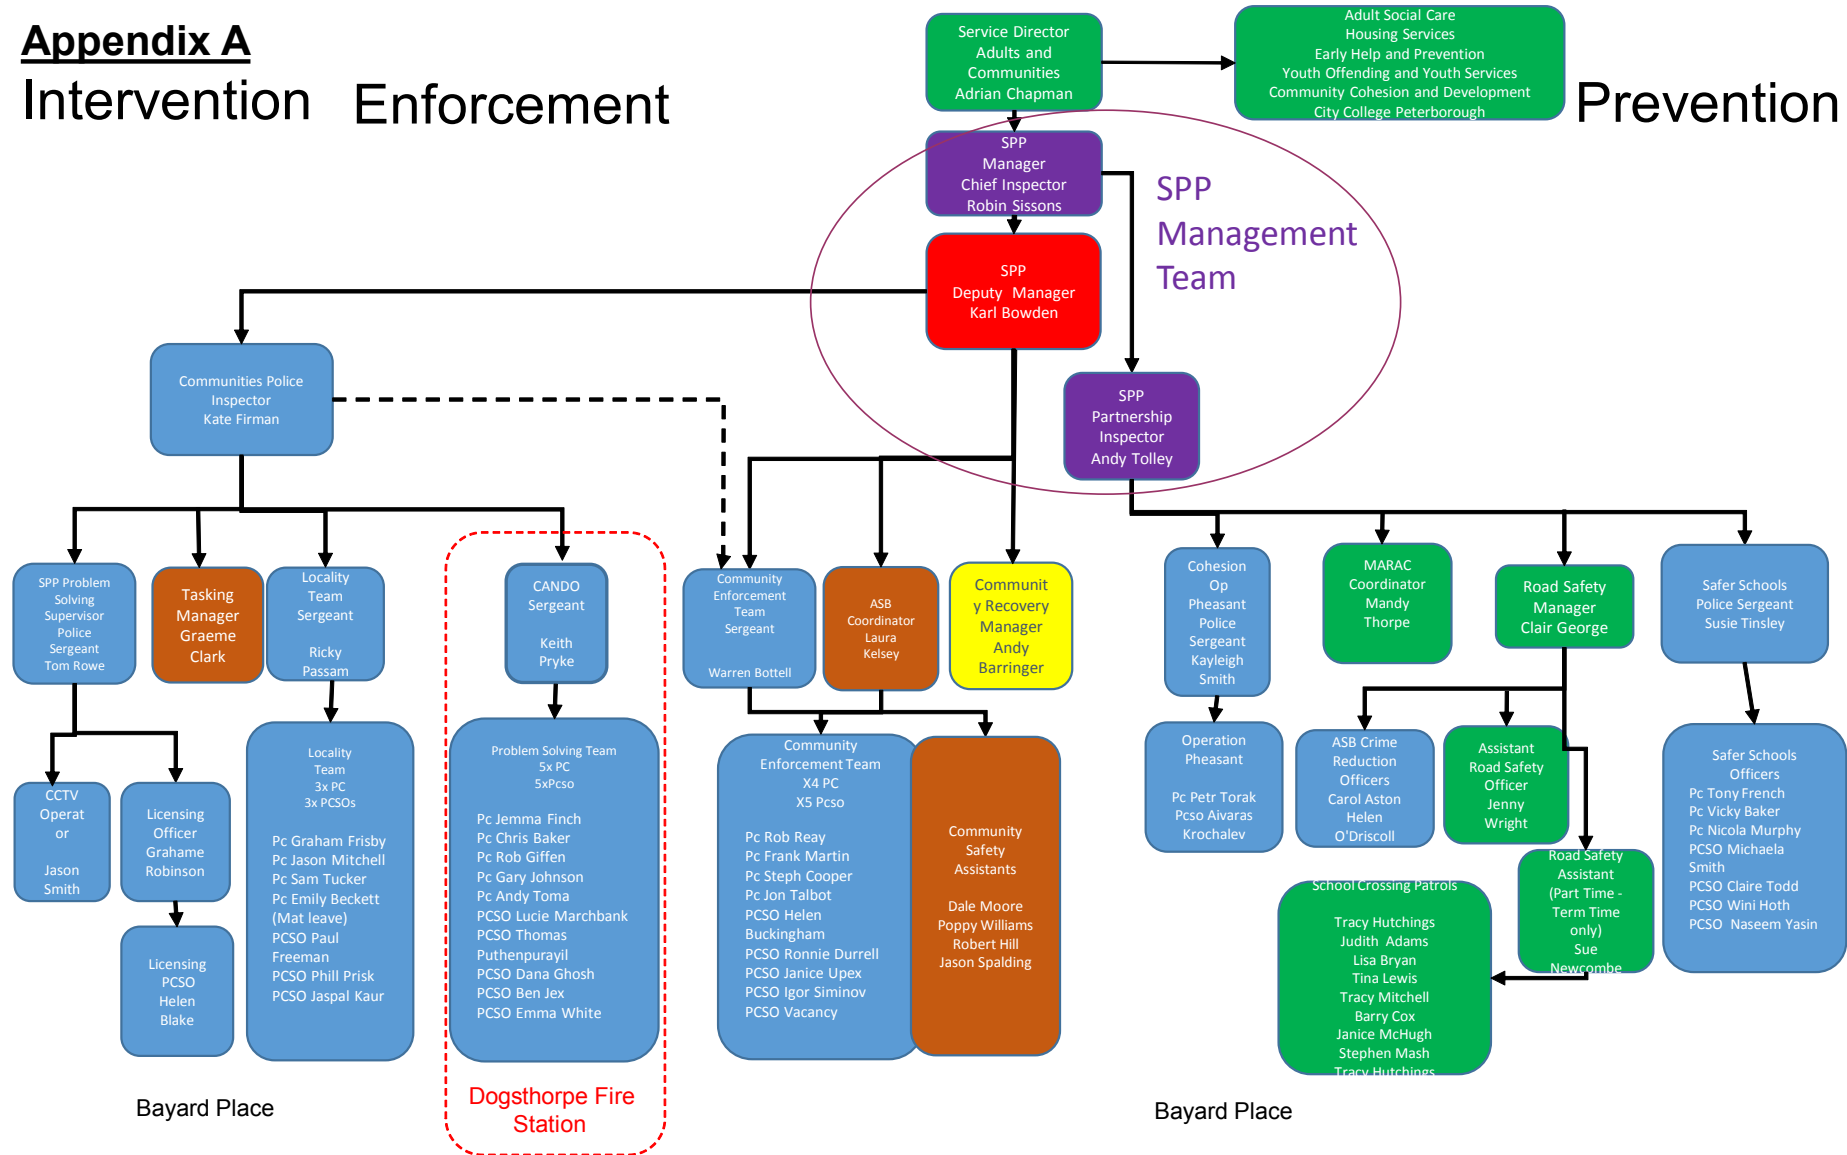 Appendix A
Intervention
Enforcement
Prevention
Service Director
Adults and
Communities
Adrian Chapman
Adult Social Care
Housing Services
Early Help and Prevention
Youth Offending and Youth Services
Community Cohesion and Development
City College Peterborough
SPP
Manager
Chief Inspector
Robin Sissons
SPP
Management
Team
SPP
Deputy Manager
Karl Bowden
Communities Police
Inspector
Kate Firman
SPP
Partnership
Inspector
Andy Tolley
SPP Problem
Solving
Supervisor
Police
Sergeant
Tom Rowe
Tasking
Manager
Graeme
Clark
Locality
Team
Sergeant
Ricky
Passam
CANDO
Sergeant
Keith
Pryke
Community
Enforcement
Team
Sergeant
Warren Bottell
ASB
Coordinator
Laura
Kelsey
Communit
y Recovery
Manager
Andy
Barringer
Cohesion
Op
Pheasant
Police
Sergeant
Kayleigh
Smith
MARAC
Coordinator
Mandy
Thorpe
Road Safety
Manager
Clair George
Safer Schools
Police Sergeant
Susie Tinsley
CCTV
Operat
or
Jason
Smith
Licensing
Officer
Grahame
Robinson
Licensing
PCSO
Helen
Blake
Locality
Team
3x PC
3x PCSOs
Pc Graham Frisby
Pc Jason Mitchell
Pc Sam Tucker
Pc Emily Beckett
(Mat leave)
PCSO Paul
Freeman
PCSO Phill Prisk
PCSO Jaspal Kaur
Problem Solving Team
5x PC
5xPcso
Pc Jemma Finch
Pc Chris Baker
Pc Rob Giffen
Pc Gary Johnson
Pc Andy Toma
PCSO Lucie Marchbank
PCSO Thomas
Puthenpurayil
PCSO Dana Ghosh
PCSO Ben Jex
PCSO Emma White
Community
Enforcement Team
X4 PC
X5 Pcso
Pc Rob Reay
Pc Frank Martin
Pc Steph Cooper
Pc Jon Talbot
PCSO Helen
Buckingham
PCSO Ronnie Durrell
PCSO Janice Upex
PCSO Igor Siminov
PCSO Vacancy
Community
Safety
Assistants
Dale Moore
Poppy Williams
Robert Hill
Jason Spalding
Operation
Pheasant
Pc Petr Torak
Pcso Aivaras
Krochalev
ASB Crime
Reduction
Officers
Carol Aston
Helen
O'Driscoll
Assistant
Road Safety
Officer
Jenny
Wright
Road Safety
Assistant
(Part Time -
Term Time
only)
Sue
Newcombe
School Crossing Patrols
Tracy Hutchings
Judith Adams
Lisa Bryan
Tina Lewis
Tracy Mitchell
Barry Cox
Janice McHugh
Stephen Mash
Tracy Hutchings
Safer Schools
Officers
Pc Tony French
Pc Vicky Baker
Pc Nicola Murphy
PCSO Michaela
Smith
PCSO Claire Todd
PCSO Wini Hoth
PCSO Naseem Yasin
Bayard Place
Dogsthorpe Fire
Station
Bayard Place